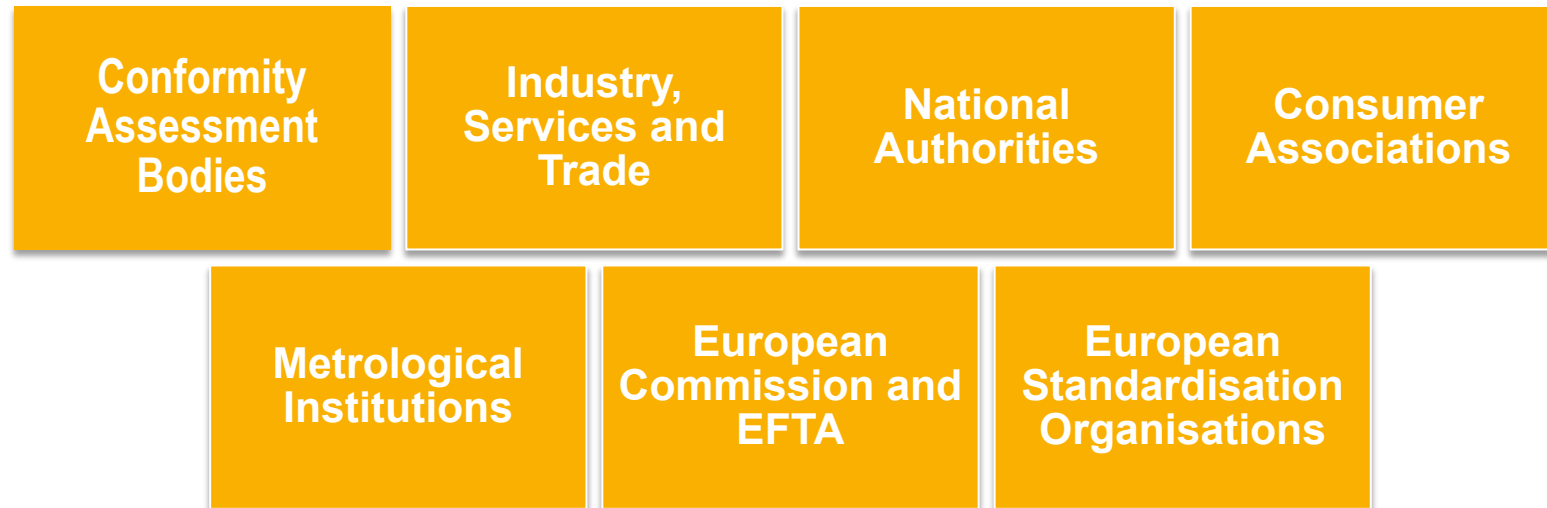 Conformity
Assessment
Bodies
Industry,
Services and
Trade
National
Authorities
Consumer
Associations
Metrological
Institutions
European
Commission and
EFTA
European
Standardisation
Organisations